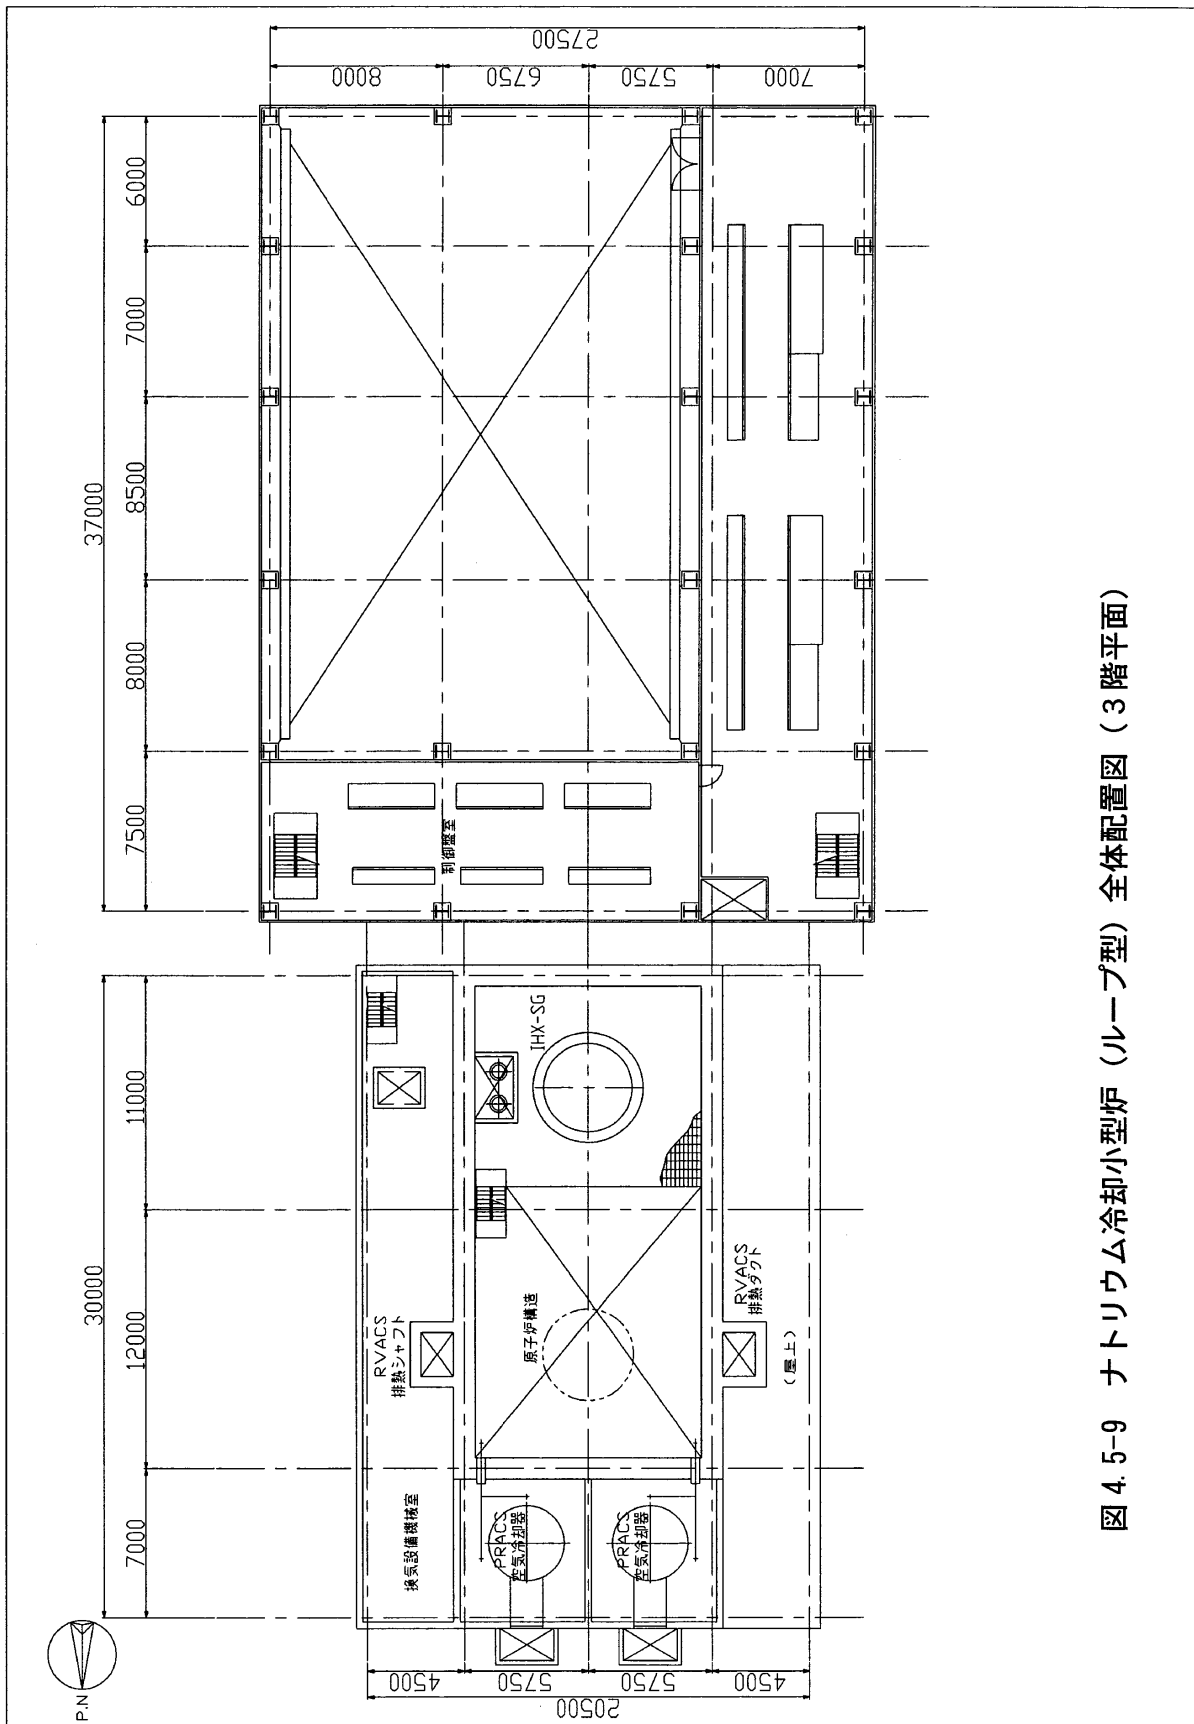 P.N
30000
7000
12000
11000
37000
7500
8000
8500
7000
6000
20500
4500
5750
5750
4500
27500
8000
6750
5750
7000
換気設備機械室
RVACS
排熱シャフト
PRACS
空気冷却器
PRACS
空気冷却器
原子炉構造
IHX-SG
RVACS
排熱ダクト
(屋上)
制御盤室
図4.5-9 ナトリウム冷却小型炉(ループ型)全体配置図(3階平面)